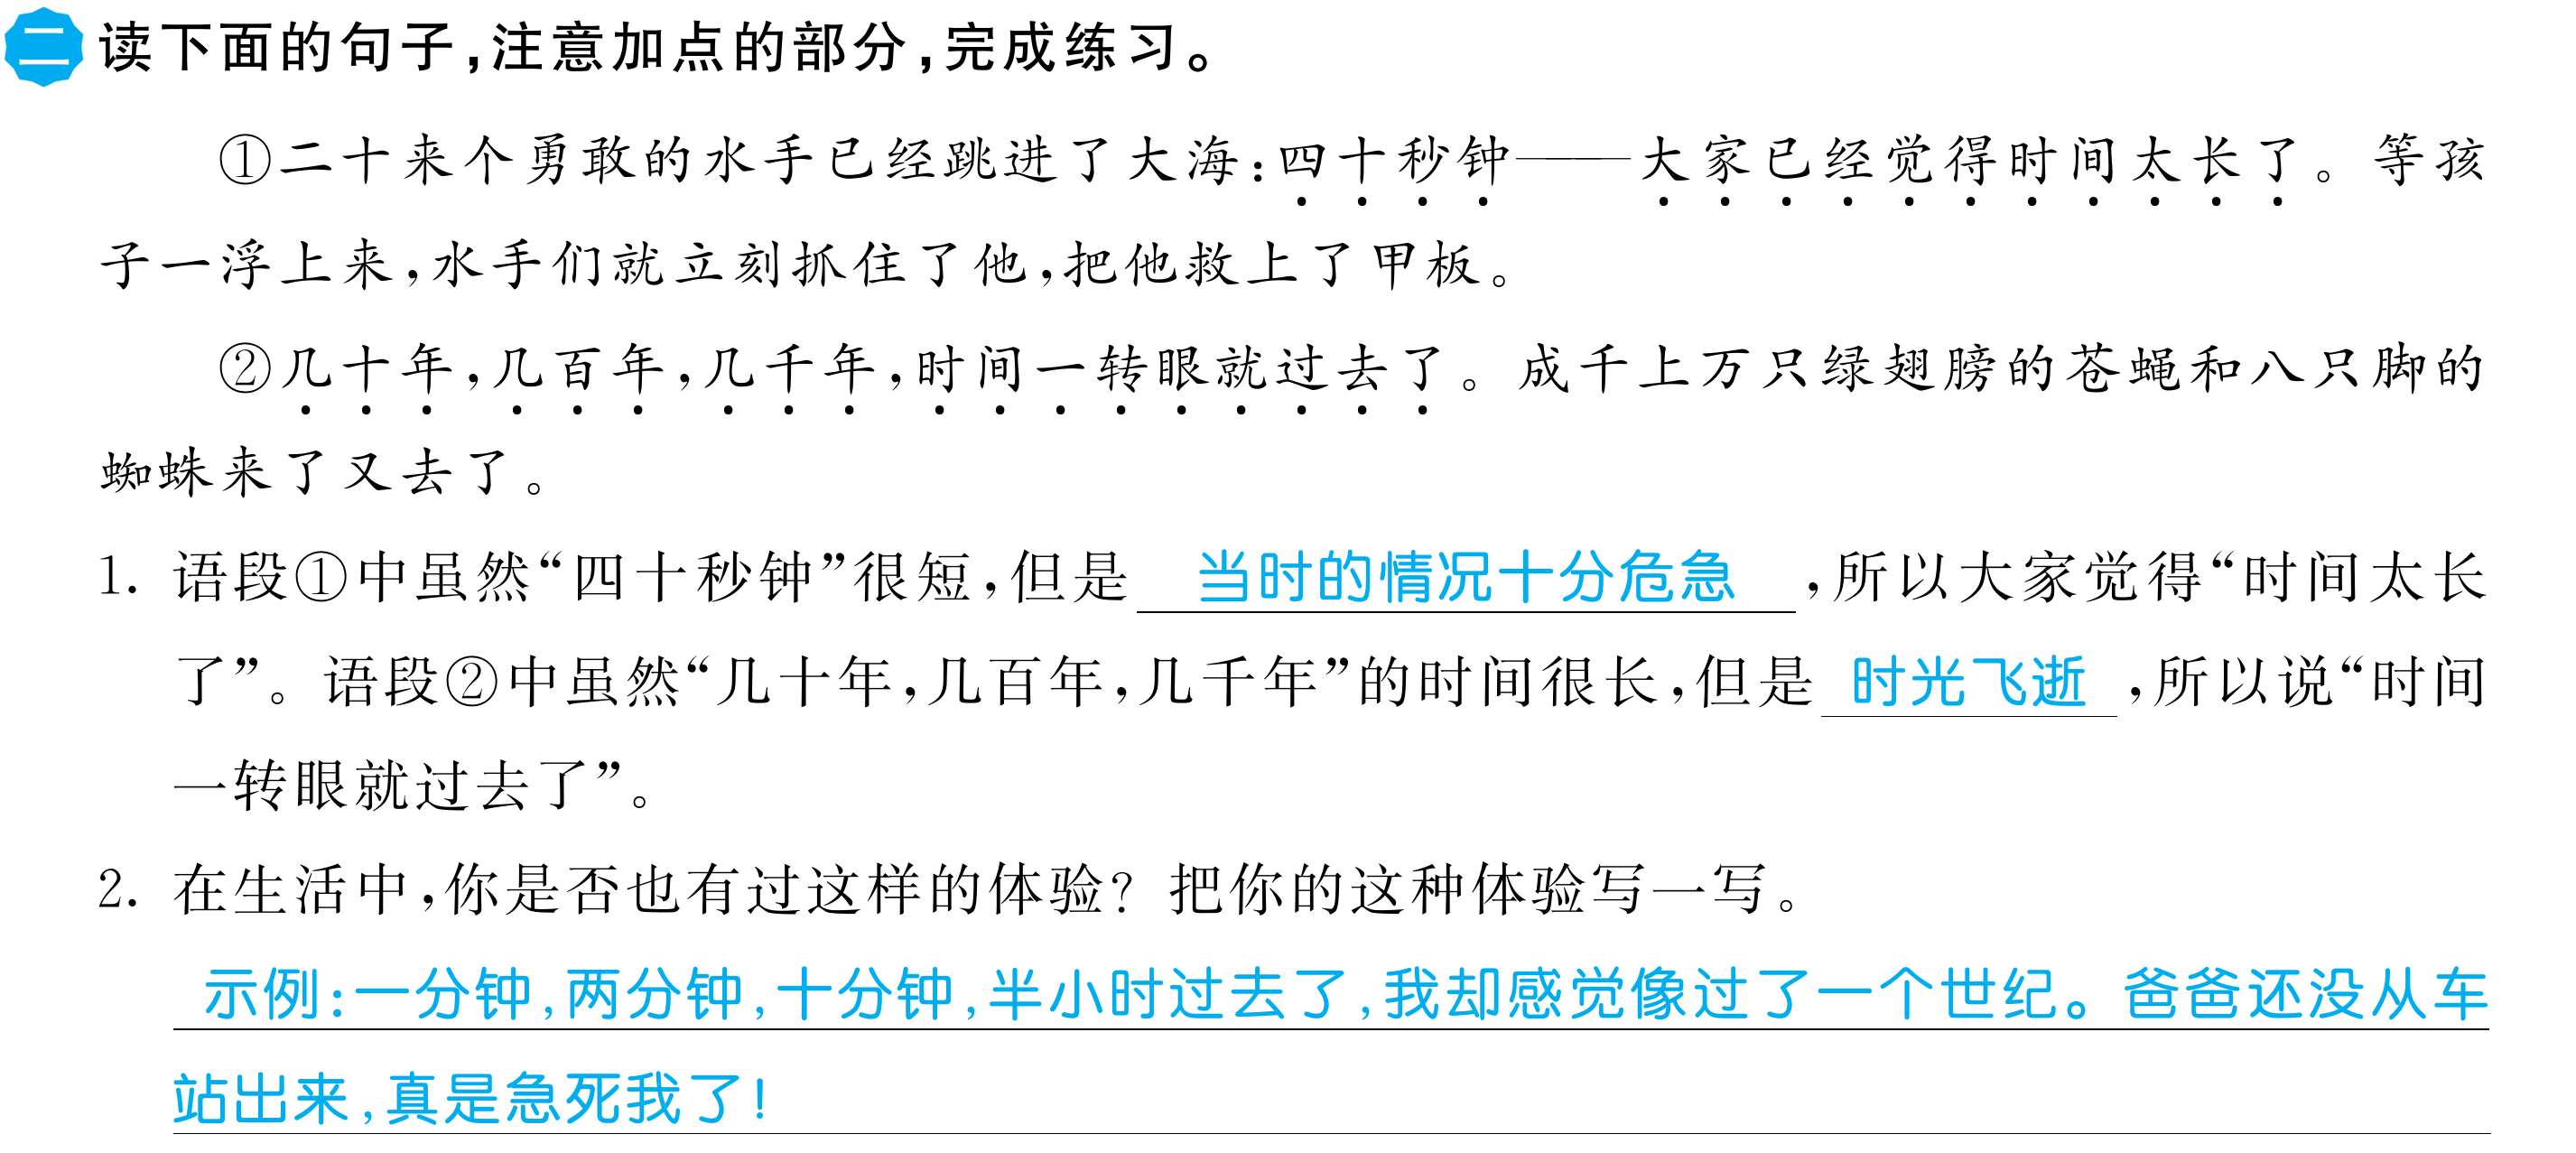 二 读下面的句子,注意加点的部分,完成练习。
①二十来个勇敢的水手已经跳进了大海:四十秒钟——大家已经觉得时间太长了。等孩
子一浮上来,水手们就立刻抓住了他,把他救上了甲板。
②几十年,几百年,几千年,时间一转眼就过去了。成千上万只绿翅膀的苍蝇和八只脚的
蜘蛛来了又去了。
1. 语段①中虽然“四十秒钟”很短,但是 当时的情况十分危急 ,所以大家觉得“时间太长
了”。语段②中虽然“几十年,几百年,几千年”的时间很长,但是 时光飞逝 ,所以说“时间
一转眼就过去了”。
2. 在生活中,你是否也有过这样的体验? 把你的这种体验写一写。
示例:一分钟,两分钟,十分钟,半小时过去了,我却感觉像过了一个世纪。爸爸还没从车
站出来,真是急死我了!